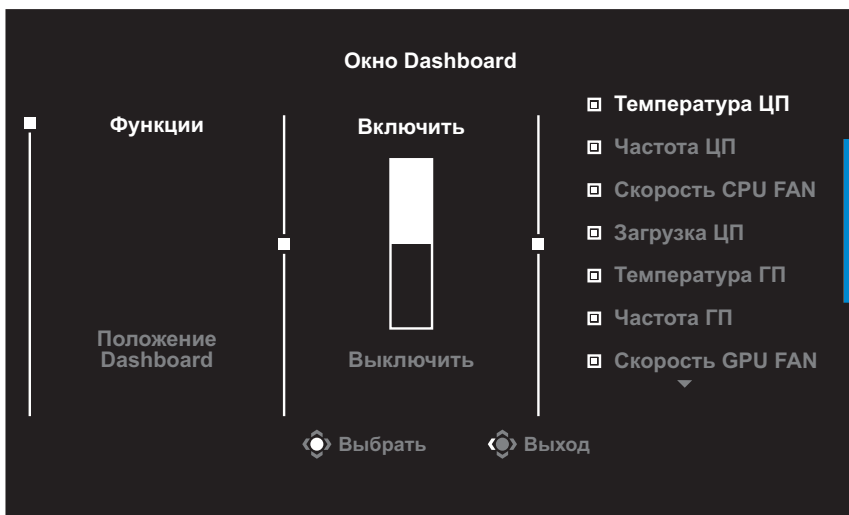 Окно Dashboard
Функции
Положение
Dashboard
Включить
Выключить
Температура ЦП
Частота ЦП
Скорость CPU FAN
Загрузка ЦП
Температура ГП
Частота ГП
Скорость GPU FAN
Выбрать
Выход